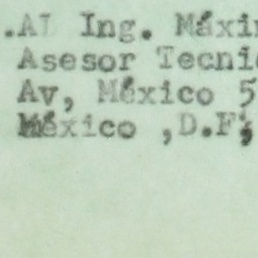 .AL Ing. Máxi
Asesor Tecni
Av, México 5
México ,D.F;